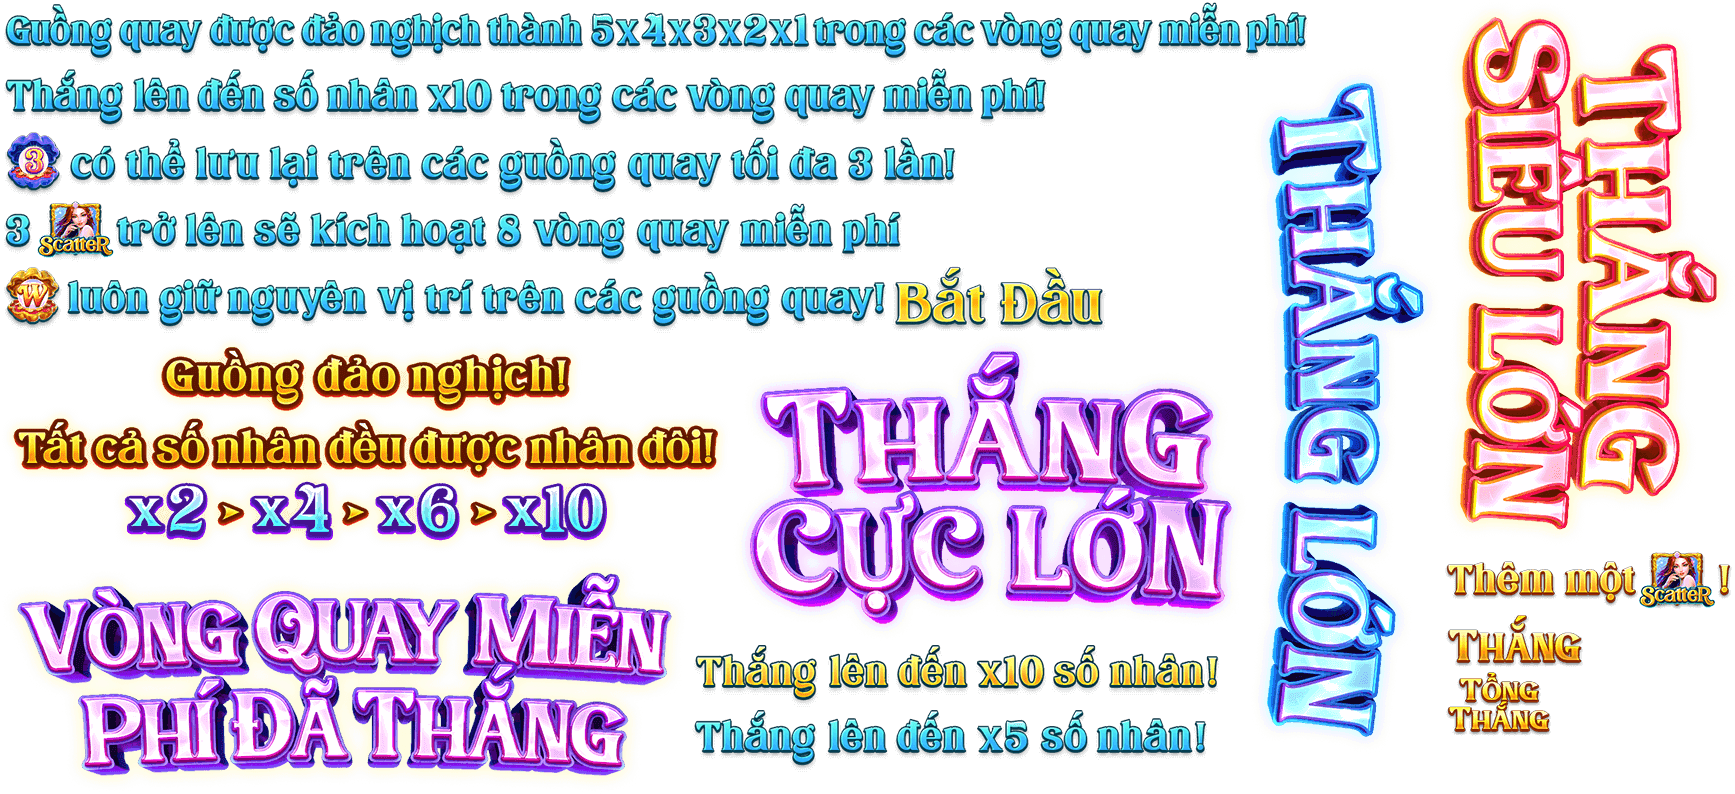 Guồng quay được đảo nghịch thành 5x4x3x2x1 trong các vòng quay miễn phí!
Thắng lên đến số nhân x10 trong các vòng quay miễn phí!
3 có thể lưu lại trên các guồng quay tối đa 3 lần!
3 Scatter trở lên sẽ kích hoạt 8 vòng quay miễn phí
W luôn giữ nguyên vị trí trên các guồng quay!
Bắt Đầu
Guồng đảo nghịch!
Tất cả số nhân đều được nhân đôi!
x2 > x4 > x6 > x10
VÒNG QUAY MIỄN
PHÍ ĐÃ THẮNG
THẮNG
CỰC LỚN
Thắng lên đến x10 số nhân!
Thắng lên đến x5 số nhân!
THẮNG LỚN
THẮNG
SIÊU LỚN
Thêm một Scatter !
THẮNG
TỔNG
THẮNG